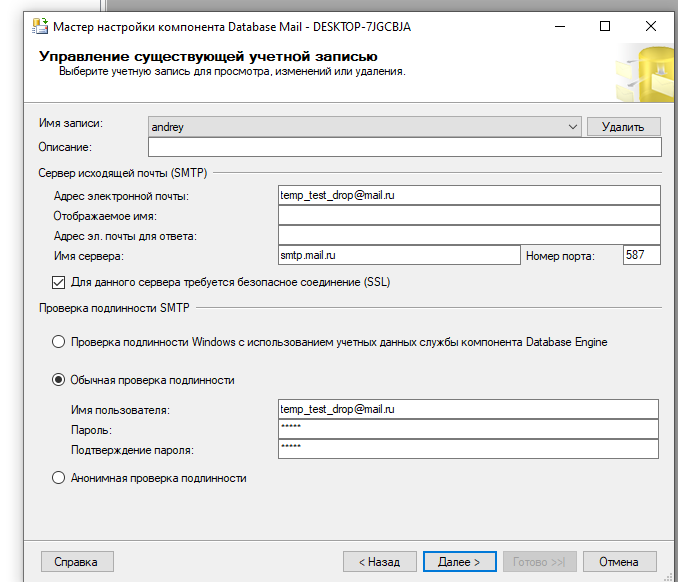 Мастер настройки компонента Database Mail - DESKTOP-7JGCBJA
Управление существующей учетной записью
Выберите учетную запись для просмотра, изменений или удаления.
Имя записи: andrey Удалить
Описание:
Сервер исходящей почты (SMTP)
Адрес электронной почты: temp_test_drop@mail.ru
Отображаемое имя:
Адрес эл. почты для ответа:
Имя сервера: smtp.mail.ru Номер порта: 587
Для данного сервера требуется безопасное соединение (SSL)
Проверка подлинности SMTP
Проверка подлинности Windows с использованием учетных данных службы компонента Database Engine
Обычная проверка подлинности
Имя пользователя: temp_test_drop@mail.ru
Пароль: *****
Подтверждение пароля: *****
Анонимная проверка подлинности
Справка < Назад Далее > Готово >>| Отмена